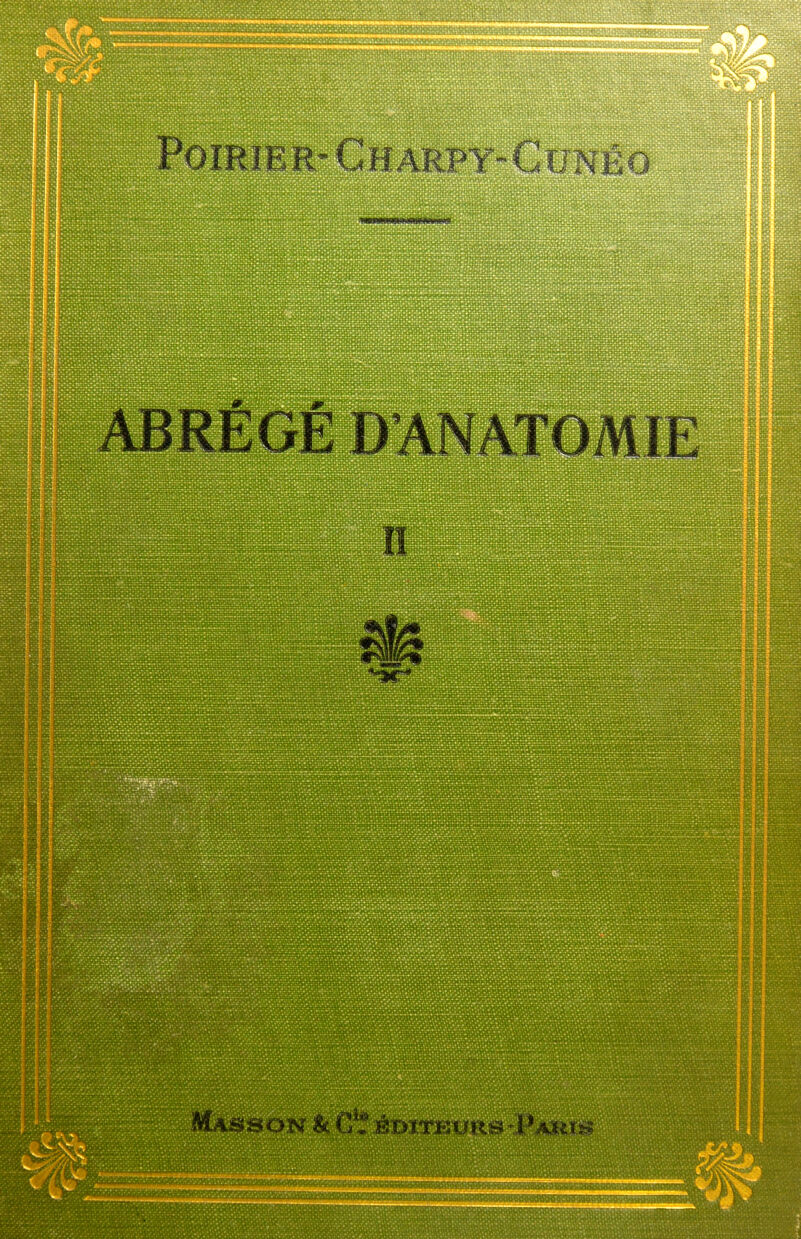 POIRIER-CHARPY-CUNÉO
ABRÉGÉ D'ANATOMIE
II
MASSON & Cie ÉDITEURS-PARIS